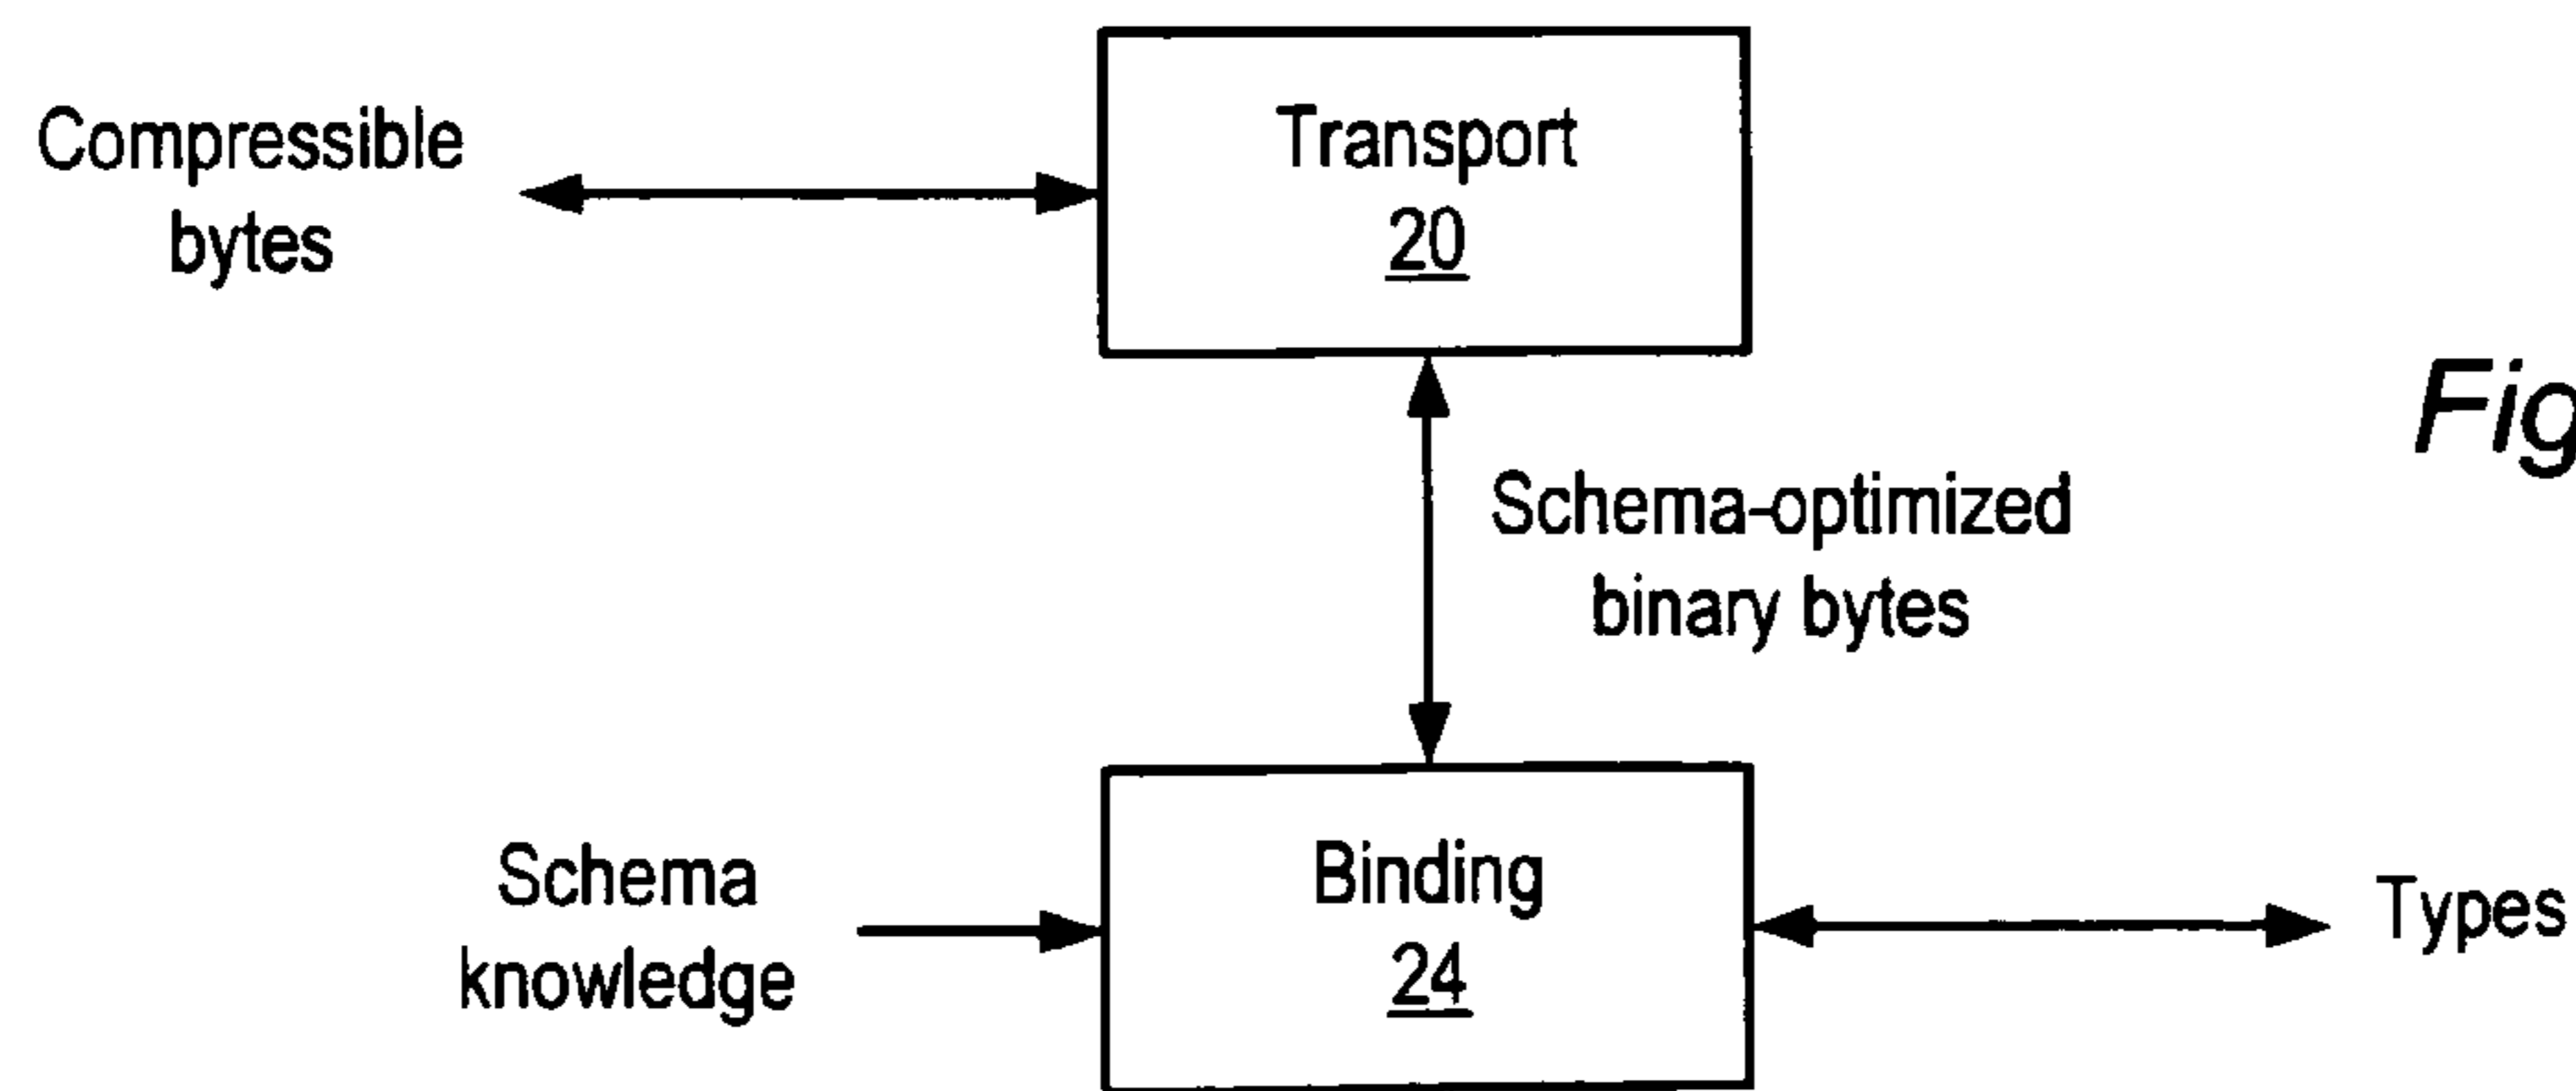 Compressible
bytes
Transport
20
Fig
Schema-optimized
binary bytes
Schema
knowledge
Binding
24
Types